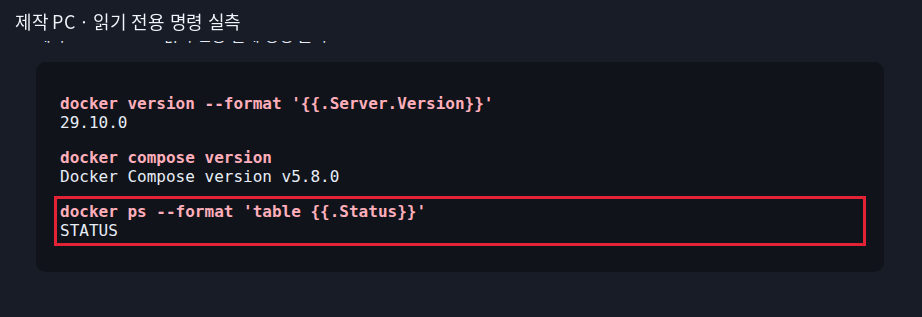 제작 PC · 읽기 전용 명령 실측
docker version --format '{{.Server.Version}}'
29.10.0
docker compose version
Docker Compose version v5.8.0
docker ps --format 'table {{.Status}}'
STATUS